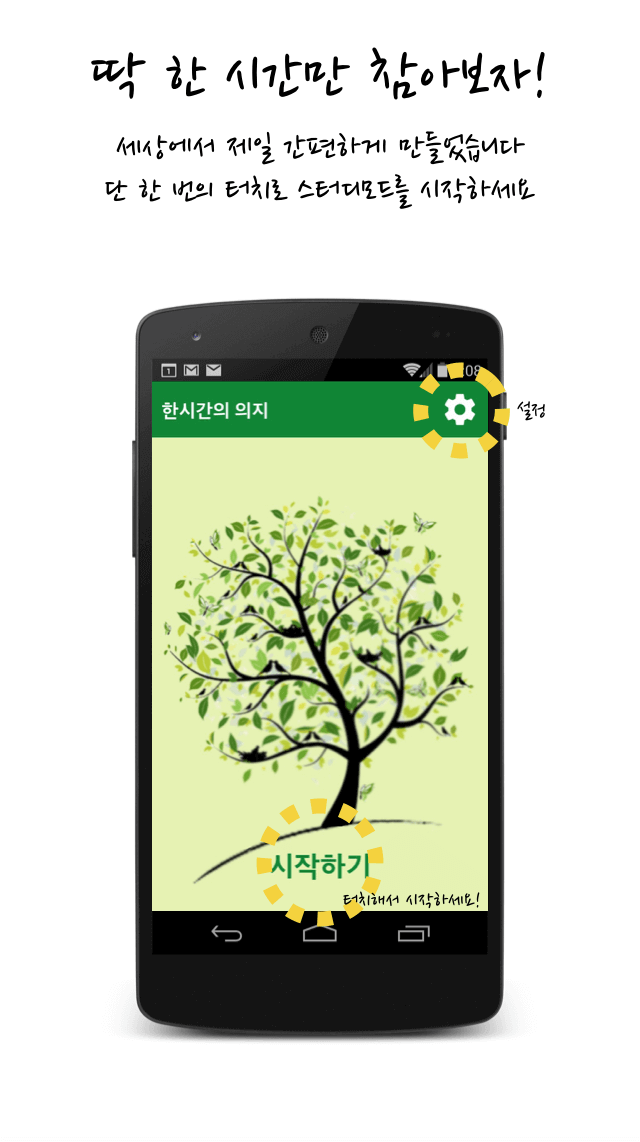 딱 한 시간만 참아보자!
세상에서 제일 간편하게 만들었습니다
단 한 번의 터치로 스터디모드를 시작하세요
한시간의 의지
설정
시작하기
터치해서 시작하세요!